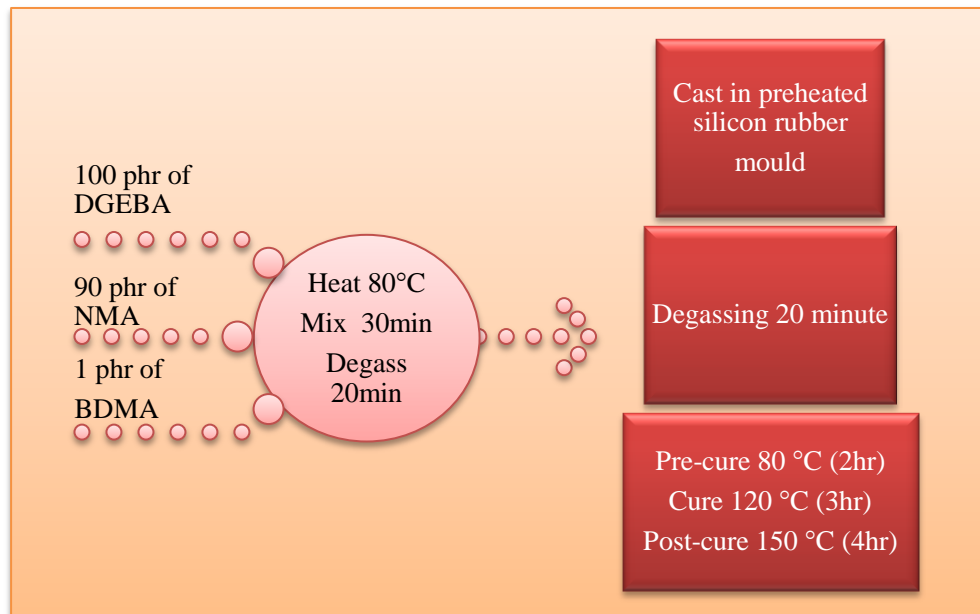 100 phr of
DGEBA
90 phr of
NMA
1 phr of
BDMA
Heat 80°C
Mix 30min
Degass
20min
Cast in preheated
silicon rubber
mould
Degassing 20 minute
Pre-cure 80 °C (2hr)
Cure 120 °C (3hr)
Post-cure 150 °C (4hr)